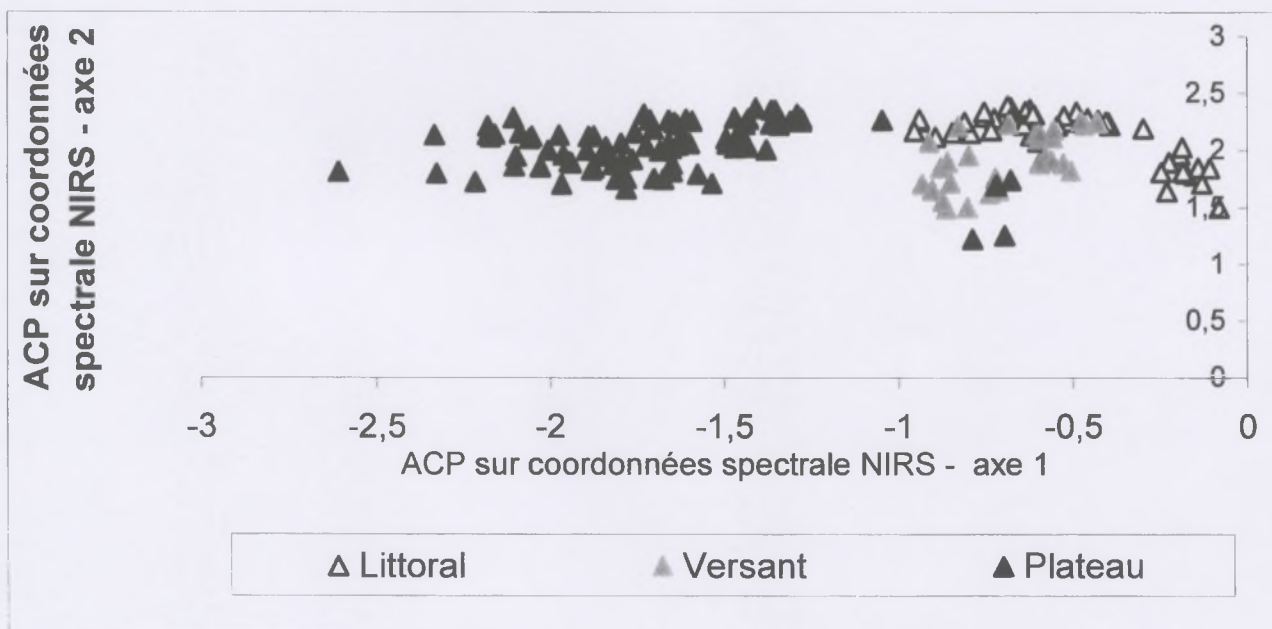 ACP sur coordonnées
spectrale NIRS - axe 2
3
2,5
2
1,5
1
0,5
0
-3 -2,5 -2 -1,5 -1 -0,5 0
ACP sur coordonnées spectrale NIRS - axe 1
Littoral Versant Plateau